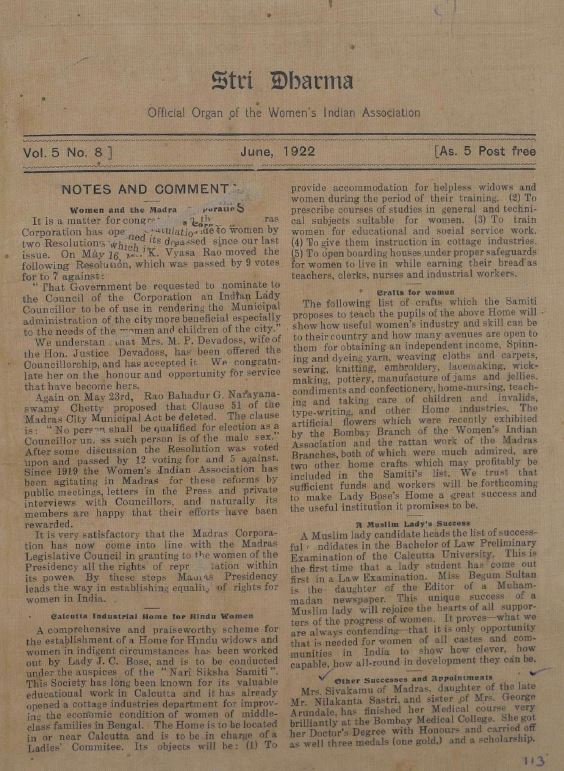 Stri Dharma
Official Organ of the Women's Indian Association
Vol. 5 No. 8 ]
June, 1922
[As. 5 Post free
NOTES AND COMMENT
Women and the Madra
It is a matter for
Corporation has to women by
two Resolutions which passed since our last
issue. On May 16, K. Vyasa Rao moved the
following Resolution, which was passed by 9 votes
for to 7 against:
"That Government be requested to nominate to
the Council of the Corporation an Indian Lady
Councillor to be of use in rendering the Municipal
administration of the city more beneficial especially
to the needs of the women and children of the city."
We understan that Mrs. M. P. Devadoss, wife of
the Hon. Justice Devadoss, has been offered the
Councillorship, and has accepted it. We congratu-
late her on the honour and opportunity for service
that have become hers.
Again on May 23rd, Rao Bahadur G. Narayana-
swamy Chetty proposed that Clause 51 of the
Madras City Municipal Act be deleted. The clause
is: "No person shall be qualified for election as a
Councillor un ss such person is of the male sex."
After some discussion the Resolution was voted
upon and passed by 12 voting for and 5 against.
Since 1919 the Women's Indian Association has
been agitating in Madras for these reforms by
public meetings, letters in the Press and private
interviews with Councillors, and naturally its
members are happy that their efforts have been
rewarded.
It is very satisfactory that the Madras Corpora-
tion has now come into line with the Madras
Legislative Council in granting to the women of the
Presidency all the rights of repr lation within
its power. By these steps Madras Presidency
leads the way in establishing equality of rights for
women in India.
Calcutta Industrial Home for Hindu Women
A comprehensive and praiseworthy scheme for
the establishment of a Home for Hindu widows and
women in indigent circumstances has been worked
out by Lady J. C. Bose, and is to be conducted
under the auspices of the "Nari Siksha Samiti".
This Society has long been known for its valuable
educational work in Calcutta and it has already
opened a cottage industries department for improv-
ing the economic condition of women of middle-
class families in Bengal. The Home is to be located
in or near Calcutta and is to be in charge of a
Ladies' Commitee. Its objects will be: (1) To
provide accommodation for helpless widows and
women during the period of their training. (2) To
prescribe courses of studies in general and techni-
cal subjects suitable for women. (3) To train
women for educational and social service work.
(4) To give them instruction in cottage industries.
(5) To open boarding houses under proper safeguards
for women to live in while earning their bread as
teachers, clerks, nurses and industrial workers.
Crafts for women
The following list of crafts which the Samiti
proposes to teach the pupils of the above Home will
show how useful women's industry and skill can be
to their country and how many avenues are open to
them for obtaining an independent income, Spinn-
ing and dyeing yarn, weaving cloths and carpets,
sewing, knitting, embroidery, lacemaking, wick-
making, pottery, manufacture of jams and jellies,
condiments and confectionery, home-nursing, teach-
ing and taking care of children and invalids,
type-writing, and other Home industries. The
artificial flowers which were recently exhibited
by the Bombay Branch of the Women's Indian
Association and the rattan work of the Madras
Branches, both of which were much admired, are
two other home crafts which may profitably be
included in the Samiti's list. We trust that
sufficient funds and workers will be forthcoming
to make Lady Bose's Home a great success and
the useful institution it promises to be.
A Muslim Lady's Success
A Muslim lady candidate heads the list of success-
ful ndidates in the Bachelor of Law Preliminary
Examination of the Calcutta University. This is
the first time that a lady student has come out
first in a Law Examination. Miss Begum Sultan
is the daughter of the Editor of a Muham-
madan newspaper. This unique success of a
Muslim lady will rejoice the hearts of all suppor-
ters of the progress of women. It proves—what we
are always contending—that it is only opportunity
that is needed for women of all castes and com-
munities in India to show how clever, how
capable, how all-round in development they can be.
Other Successes and Appointments
Mrs. Sivakamu of Madras, daughter of the late
Mr. Nilakanta Sastri, and sister of Mrs. George
Arundale, has finished her Medical course very
brilliantly at the Bombay Medical College. She got
her Doctor's Degree with Honours and carried off
as well three medals (one gold,) and a scholarship.
113